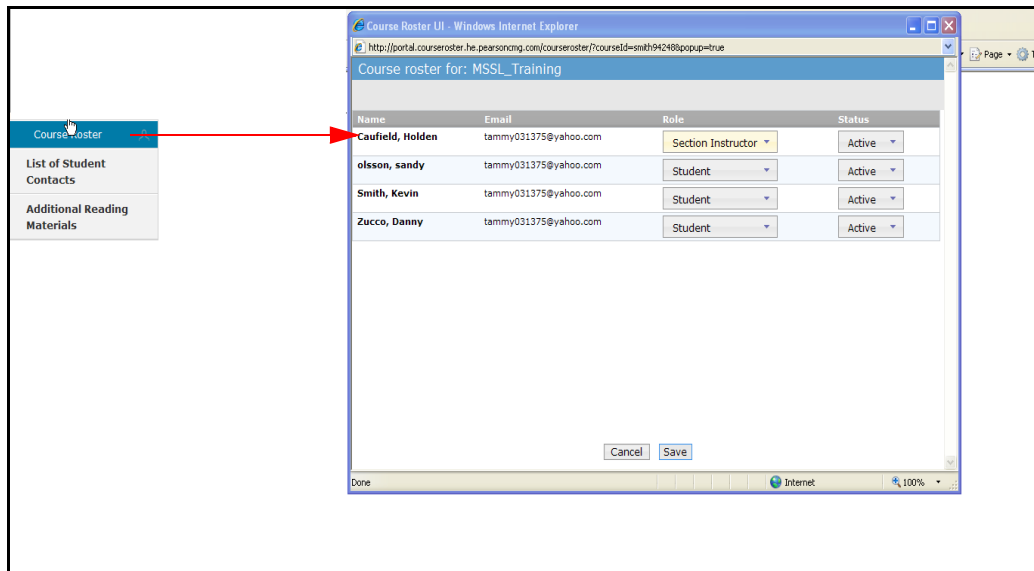 Course Roster UI - Windows Internet Explorer
http://portal.courseroster.he.pearsoncmg.com/courseroster/?courseId=smith94248&popup=true
Page
Course roster for: MSSL_Training
Name Email Role Status
Course Roster
Caufield, Holden tammy031375@yahoo.com Section Instructor Active
List of Student
Contacts
olsson, sandy tammy031375@yahoo.com Student Active
Smith, Kevin tammy031375@yahoo.com Student Active
Additional Reading
Materials
Zucco, Danny tammy031375@yahoo.com Student Active
Cancel Save
Done Internet 100%